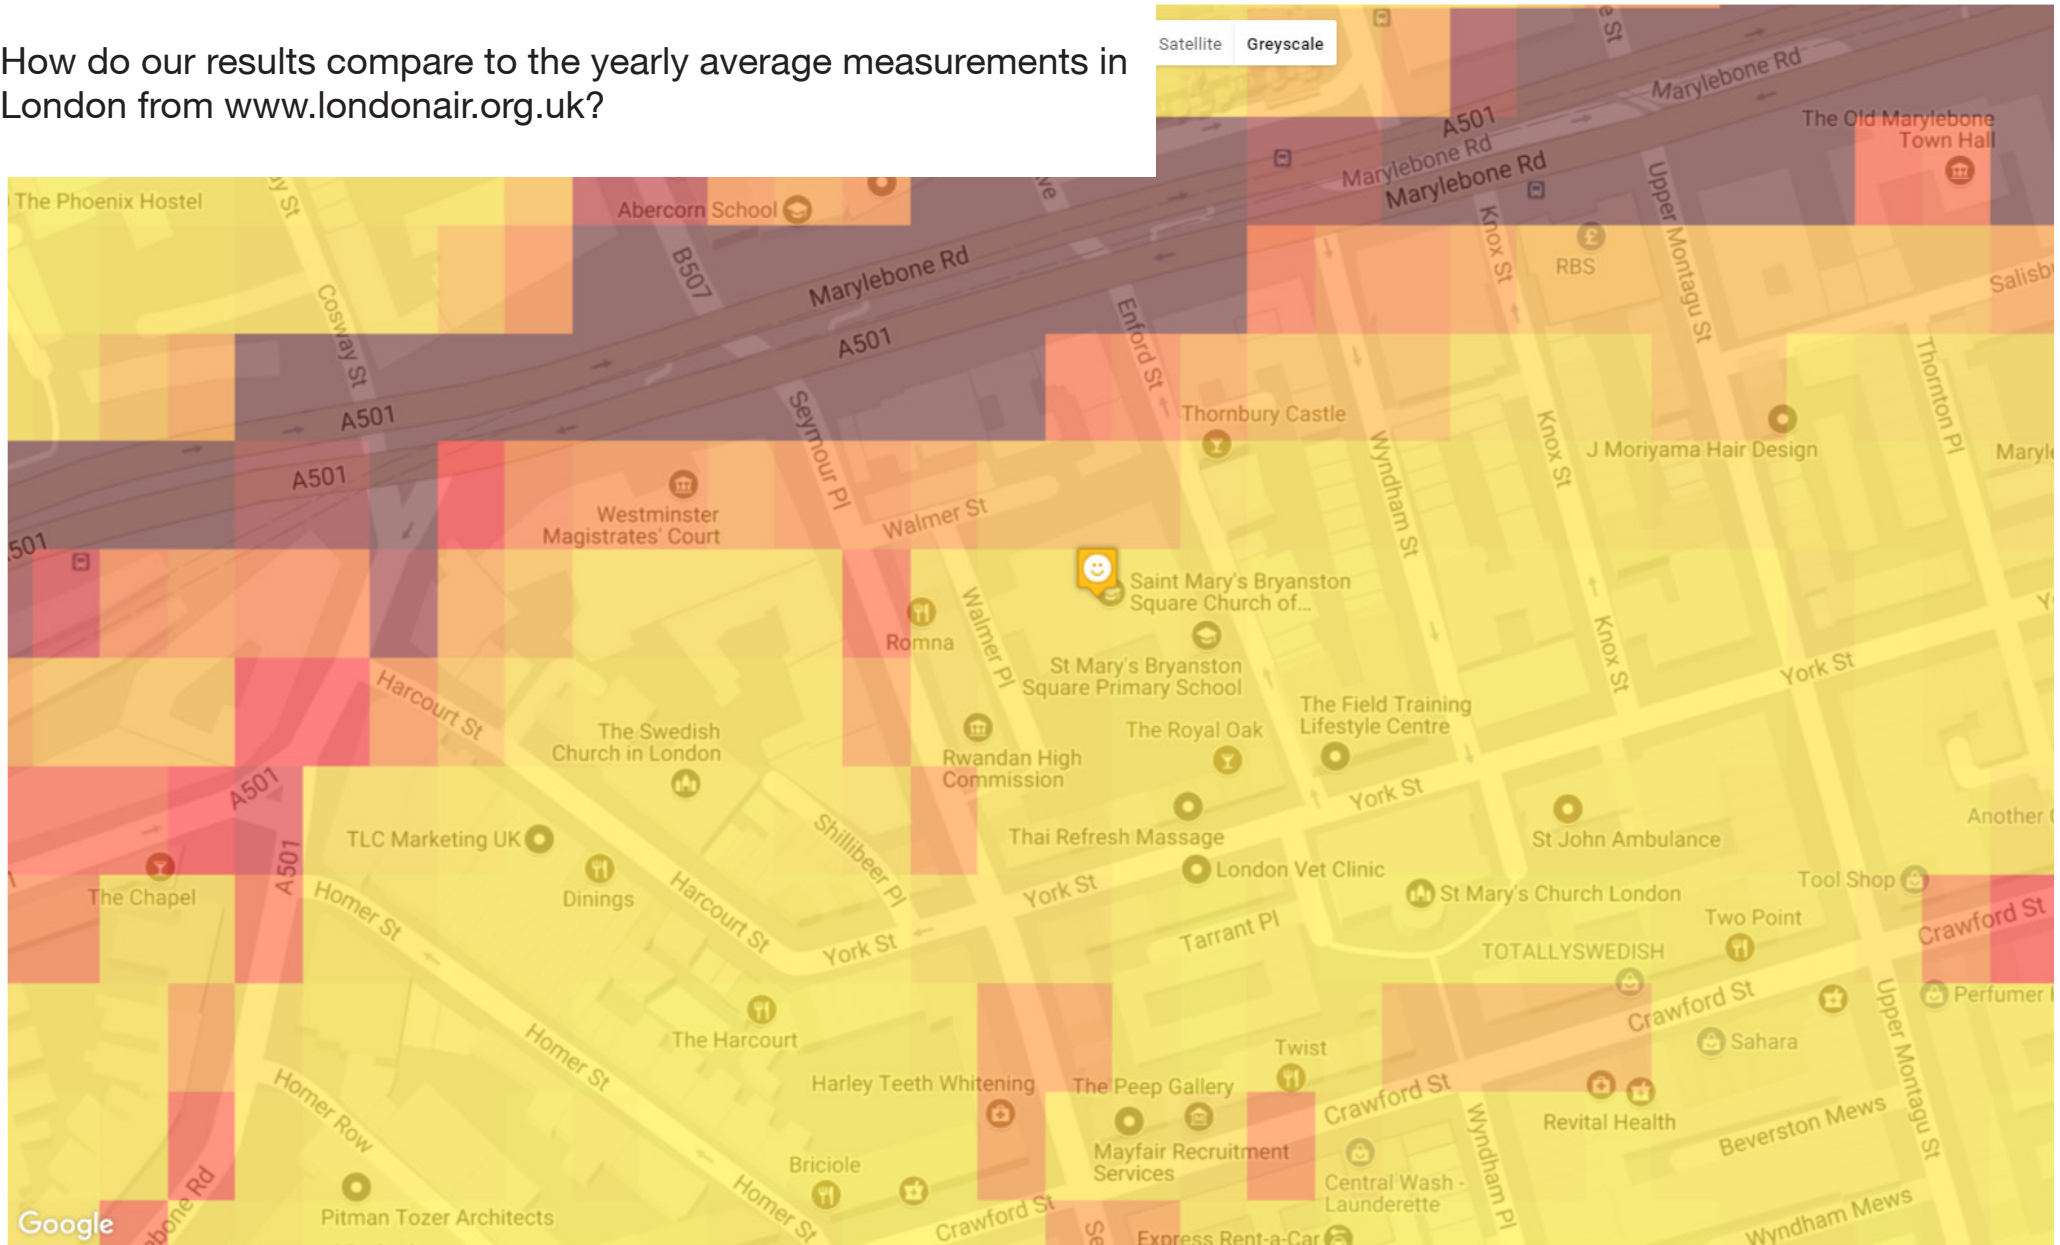 How do our results compare to the yearly average measurements in
London from www.londonair.org.uk?
Satellite
Greyscale
Marylebone Rd
A501
Marylebone Rd
Marylebone Rd
The Old Marylebone
Town Hall
The Phoenix Hostel
Abercorn School
B507
Marylebone Rd
A501
Cosway St
A501
A501
Enford St
Knox St
RBS
Upper Montagu St
Thornton Pl
Thornbury Castle
Seymour Pl
Westminster
Magistrates' Court
Walmer St
Wyndham St
Knox St
J Moriyama Hair Design
Saint Mary's Bryanston
Square Church of...
Romna
Walmer Pl
St Mary's Bryanston
Square Primary School
Knox St
York St
Harcourt St
The Swedish
Church in London
Rwandan High
Commission
The Royal Oak
The Field Training
Lifestyle Centre
A501
York St
TLC Marketing UK
Shillibeer Pl
Thai Refresh Massage
St John Ambulance
Another
A501
The Chapel
Dinings
London Vet Clinic
Tool Shop
Homer St
Harcourt St
York St
St Mary's Church London
Two Point
Crawford St
York St
Tarrant Pl
TOTALLYSWEDISH
Perfumer
The Harcourt
Crawford St
Homer St
Twist
Sahara
Upper Montagu St
Harley Teeth Whitening
The Peep Gallery
Crawford St
Homer Row
Revital Health
Mayfair Recruitment
Services
Wyndham Pl
Beverston Mews
Briciole
Central Wash -
Launderette
Homer St
Google
Pitman Tozer Architects
Crawford St
Express Rent-a-Car
Wyndham Mews